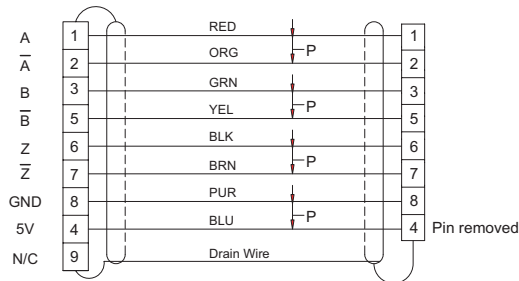 A 1 RED 1
A̅ 2 ORG P 2
B 3 GRN 3
B̅ 5 YEL P 5
Z 6 BLK 6
Z̅ 7 BRN P 7
GND 8 PUR 8
5V 4 BLU P 4 Pin removed
N/C 9 Drain Wire